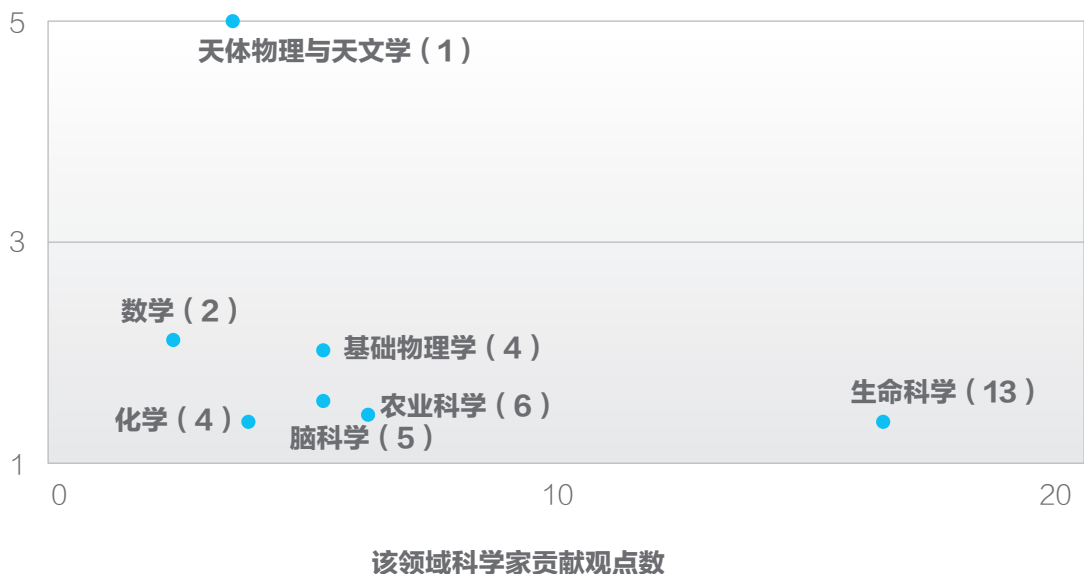 5
天体物理与天文学（1）
3
数学（2）
基础物理学（4）
生命科学（13）
农业科学（6）
化学（4）
脑科学（5）
1
0 10 20
该领域科学家贡献观点数